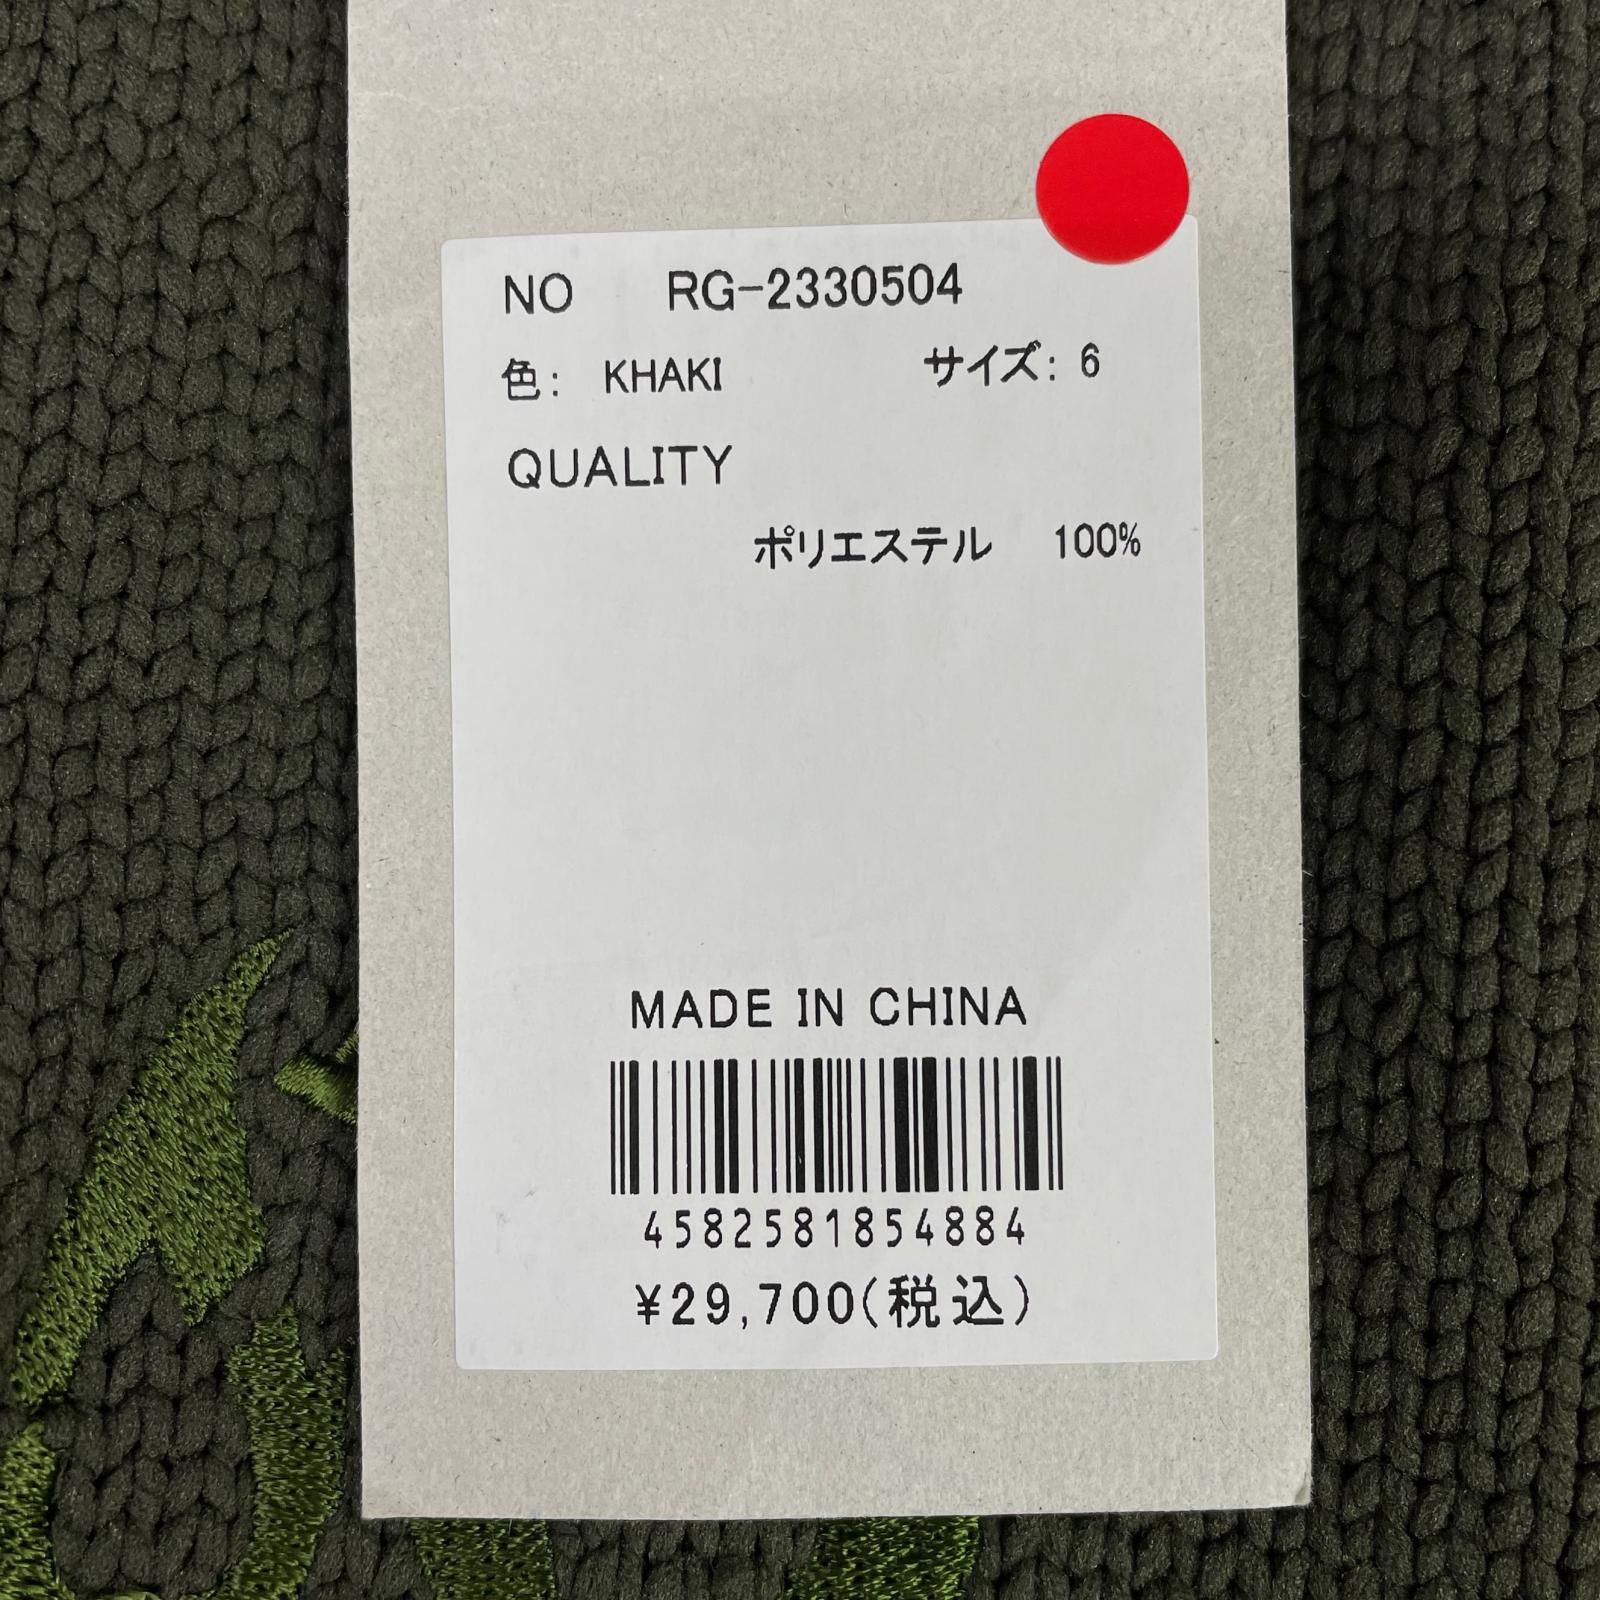 NO RG-2330504
色: KHAKI サイズ: 6
QUALITY
ポリエステル 100%
MADE IN CHINA
4582581854884
¥29,700(税込)